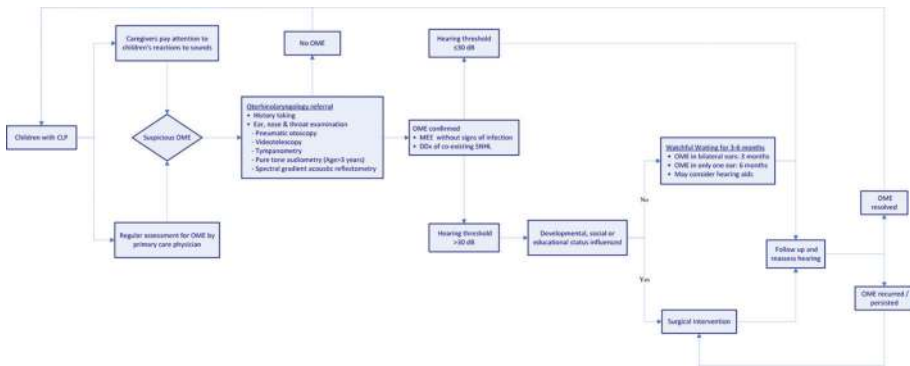 Caregivers pay attention to
children's reactions to sounds
No OME
Hearing threshold
≤30 dB
Children with CLP
Suspicious OME
Otorhinolaryngology referral
• History taking
• Ear, nose & throat examination
- Pneumatic otoscopy
- Videotelescopy
- Tympanometry
- Pure tone audiometry (Age>3 years)
- Spectral gradient acoustic reflectometry
OME confirmed
• MEE without signs of infection
• DDx of co-existing SNHL
Watchful Waiting for 3-6 months
• OME in bilateral ears: 3 months
• OME in only one ear: 6 months
• May consider hearing aids
No
OME
resolved
Regular assessment for OME by
primary care physician
Hearing threshold
>30 dB
Developmental, social or
educational status influenced
Follow up and
reassess hearing
Yes
OME recurred /
persisted
Surgical intervention